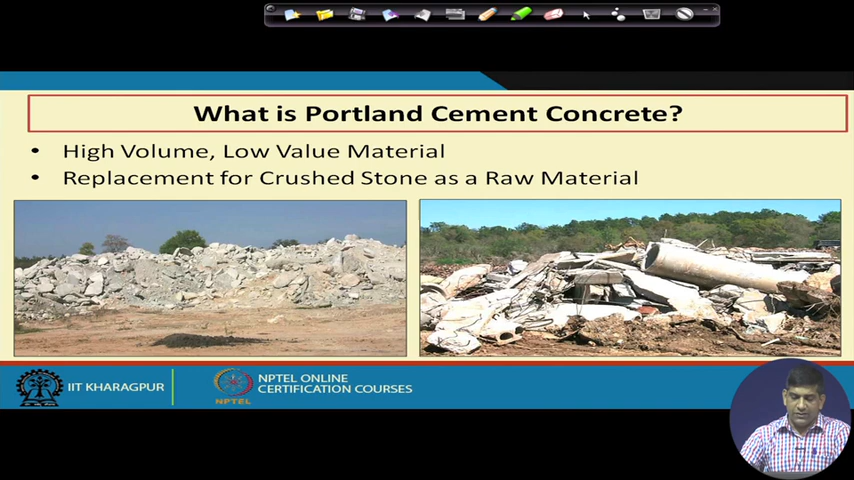 What is Portland Cement Concrete?
• High Volume, Low Value Material
• Replacement for Crushed Stone as a Raw Material
IIT KHARAGPUR
NPTEL
NPTEL ONLINE
CERTIFICATION COURSES